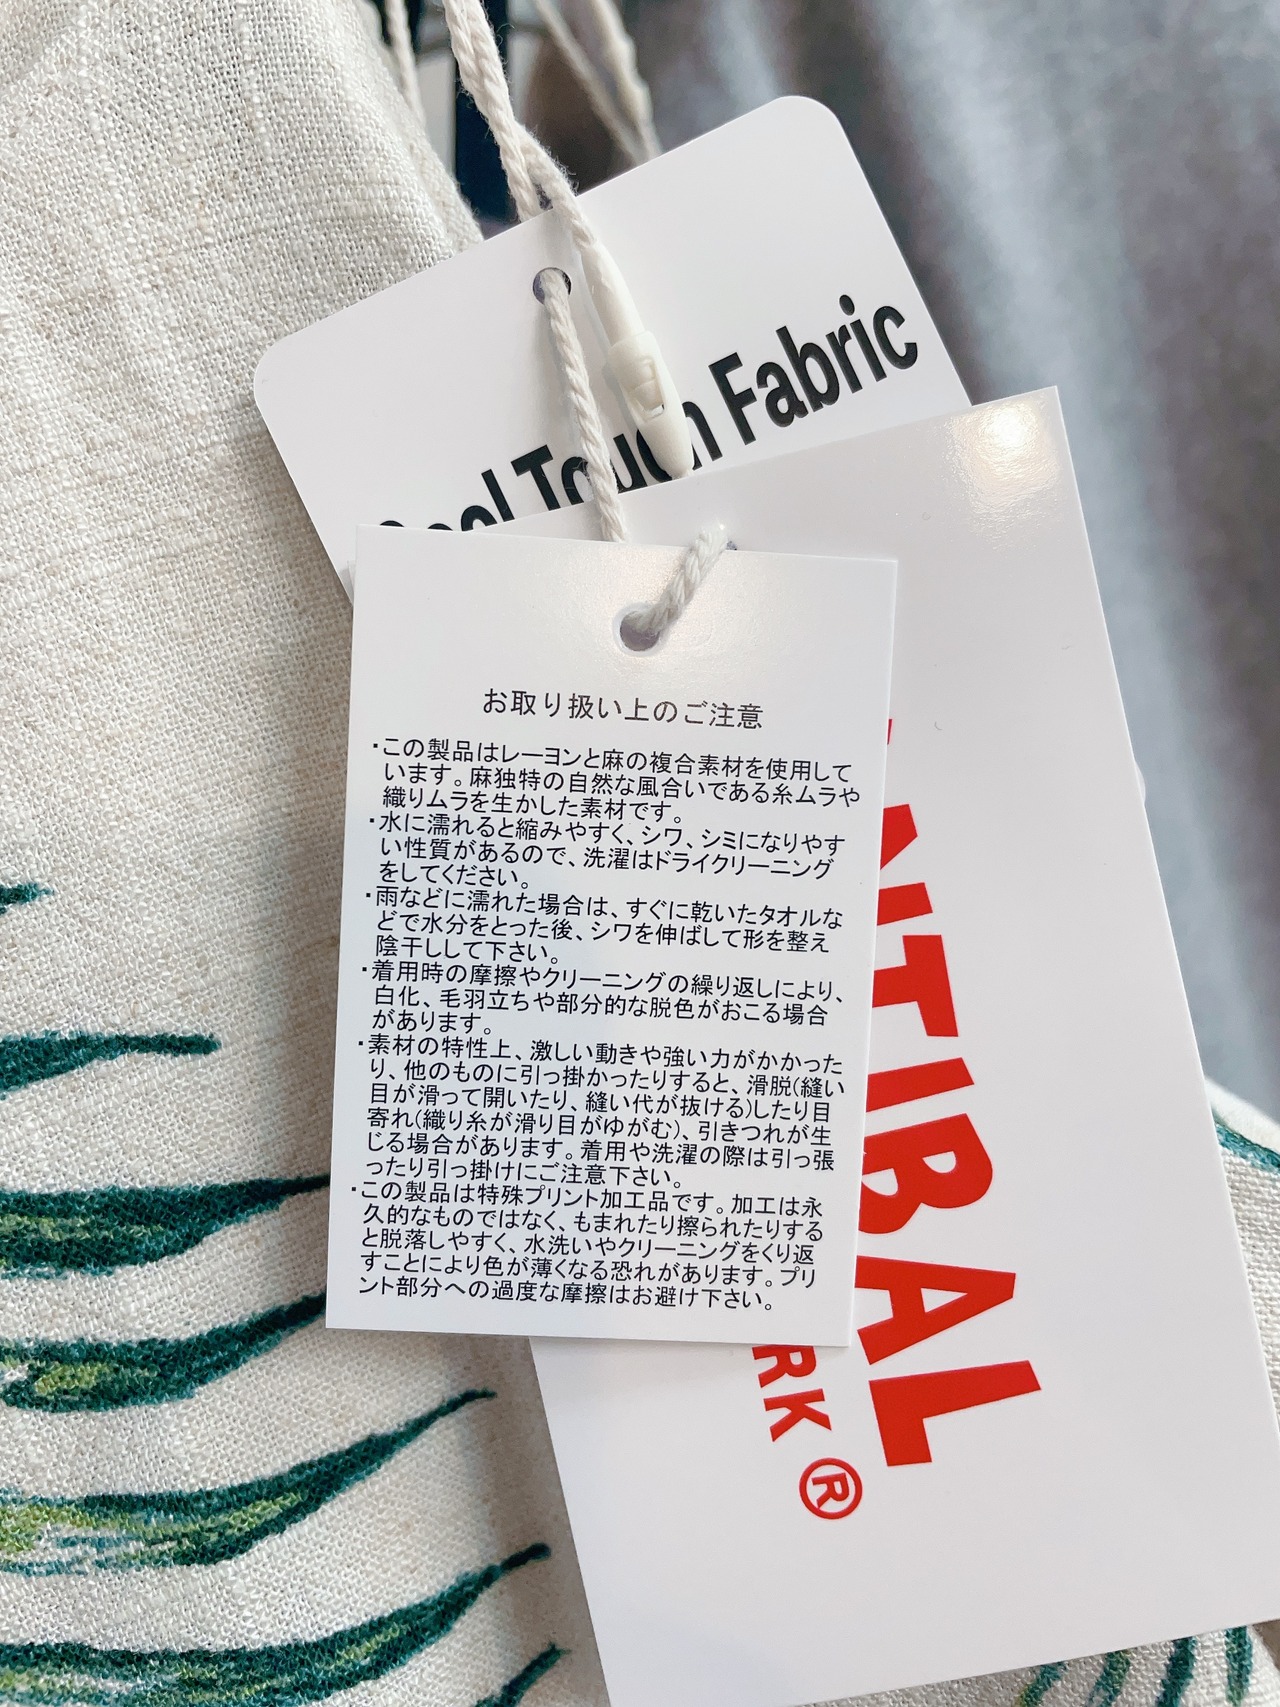 Cool Touch Fabric
お取り扱い上のご注意
・この製品はレーヨンと麻の複合素材を使用して
います。麻独特の自然な風合いである糸ムラや
織りムラを生かした素材です。
・水に濡れると縮みやすく、シワ、シミになりやす
い性質があるので、洗濯はドライクリーニング
をしてください。
・雨などに濡れた場合は、すぐに乾いたタオルな
どで水分をとった後、シワを伸ばして形を整え
陰干しして下さい。
・着用時の摩擦やクリーニングの繰り返しにより、
白化、毛羽立ちや部分的な脱色がおこる場合
があります。
・素材の特性上、激しい動きや強い力がかかった
り、他のものに引っ掛かったりすると、滑脱(縫い
目が滑って開いたり、縫い代が抜ける)したり目
寄れ(織り糸が滑り目がゆがむ)、引きつれが生
じる場合があります。着用や洗濯の際は引っ張
ったり引っ掛けにご注意下さい。
・この製品は特殊プリント加工品です。加工は永
久的なものではなく、もまれたり擦られたりする
と脱落しやすく、水洗いやクリーニングをくり返
すことにより色が薄くなる恐れがあります。プリ
ント部分への過度な摩擦はお避け下さい。
ANTIBAL
RK®